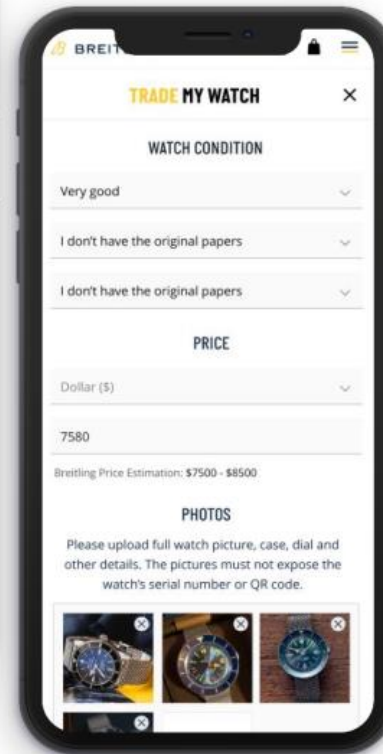 BREIT
TRADE MY WATCH
WATCH CONDITION
Very good
I don't have the original papers
I don't have the original papers
PRICE
Dollar ($)
7580
Breitling Price Estimation: $7500 - $8500
PHOTOS
Please upload full watch picture, case, dial and
other details. The pictures must not expose the
watch's serial number or QR code.